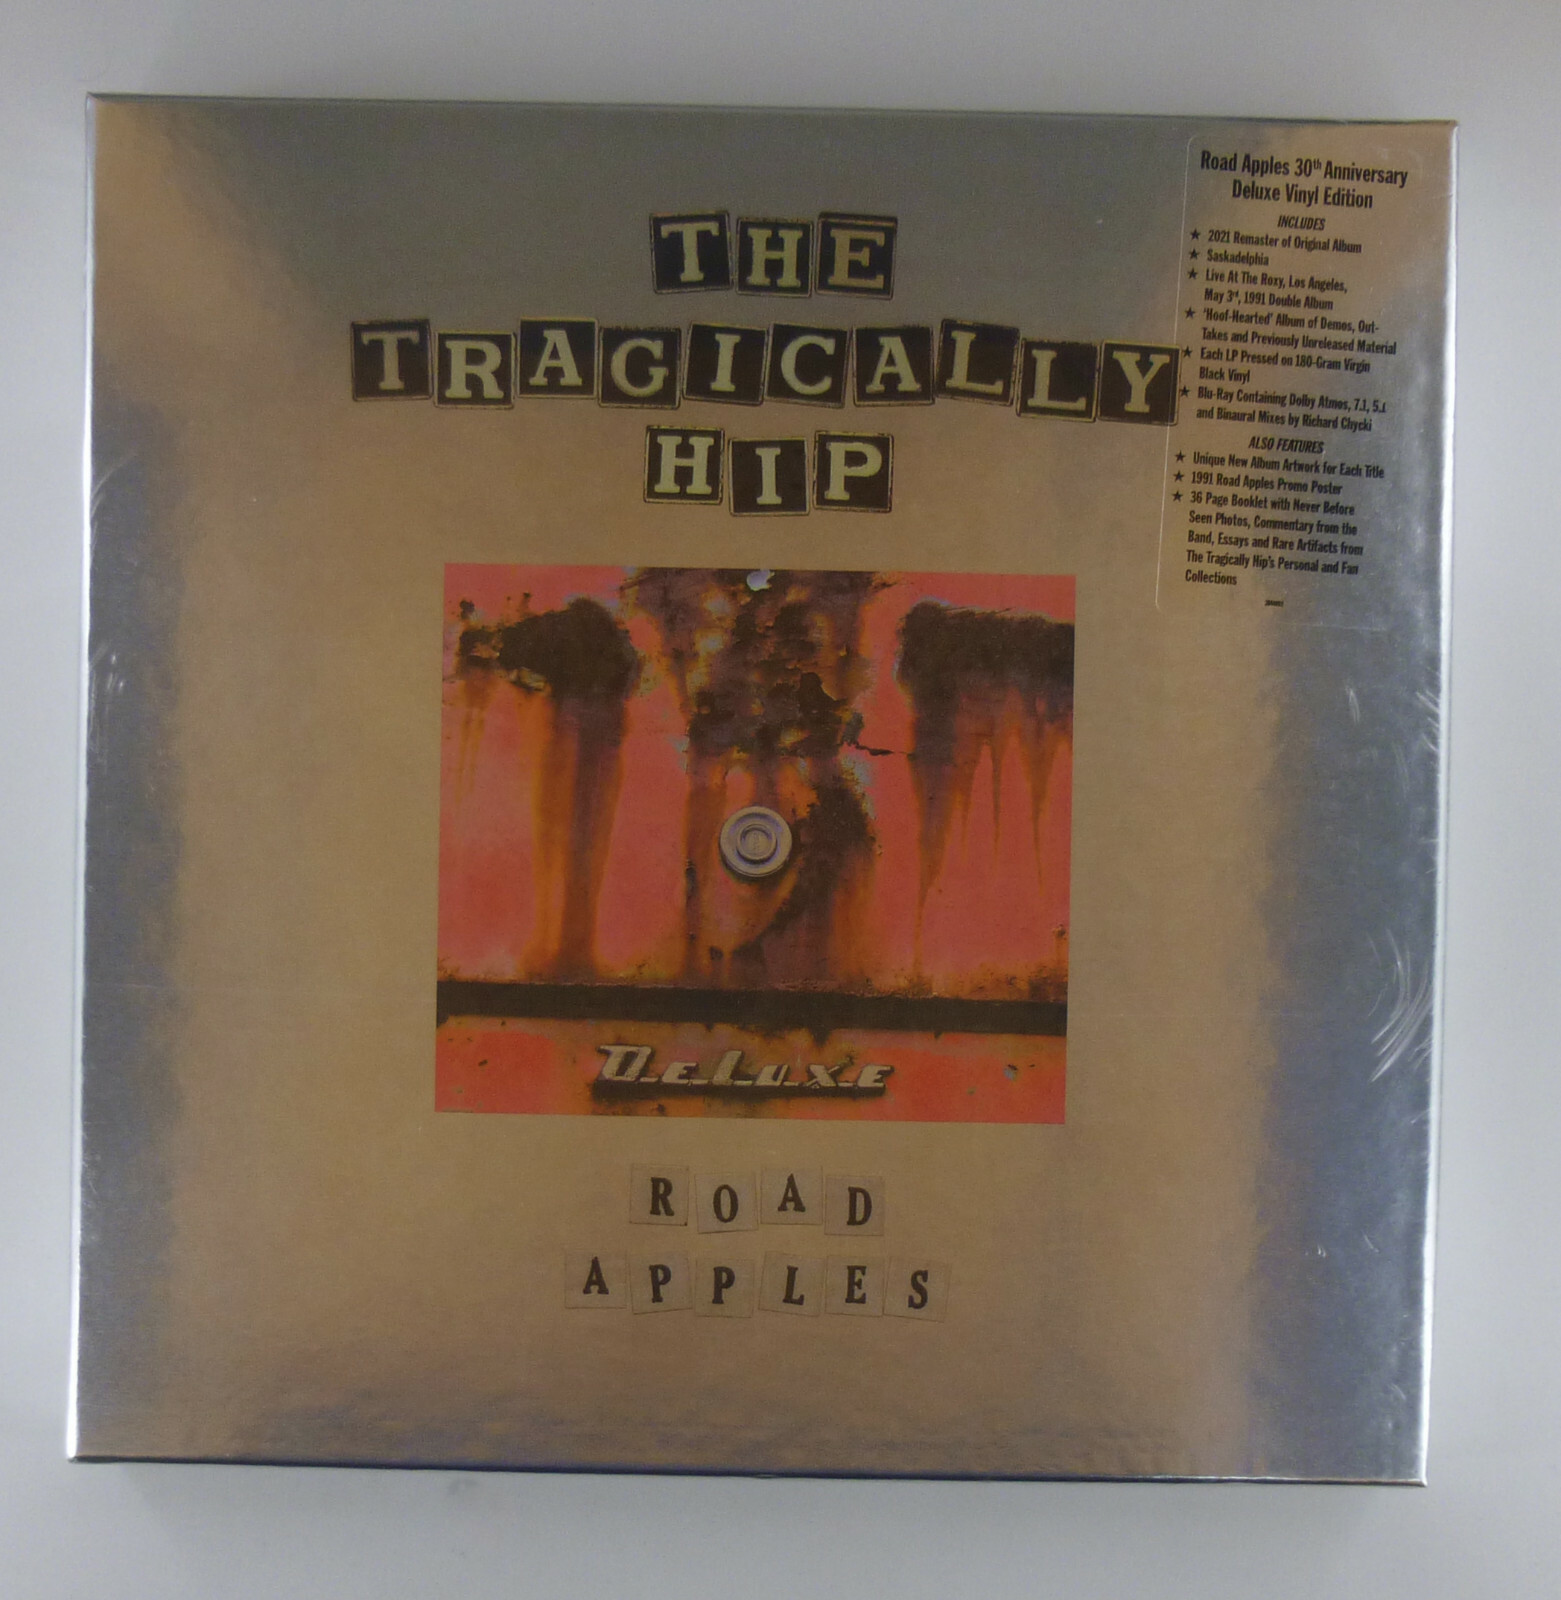 THE
TRAGICALLY
HIP
Road Apples 30th Anniversary
Deluxe Vinyl Edition
INCLUDES
★ 2021 Remaster of Original Album
★ Saskadelphia
★ Live At The Roxy, Los Angeles,
May 3rd, 1991 Double Album
★ 'Hoof-Hearted' Album of Demos, Out-
Takes and Previously Unreleased Material
★ Each LP Pressed on 180-Gram Virgin
Black Vinyl
★ Blu-Ray Containing Dolby Atmos, 7.1, 5.1
and Binaural Mixes by Richard Chycki
ALSO FEATURES
★ Unique New Album Artwork for Each Title
★ 1991 Road Apples Promo Poster
★ 36 Page Booklet with Never Before
Seen Photos, Commentary from the
Band, Essays and Rare Artifacts from
The Tragically Hip's Personal and Fan
Collections
DeLuxE
ROAD
APPLES